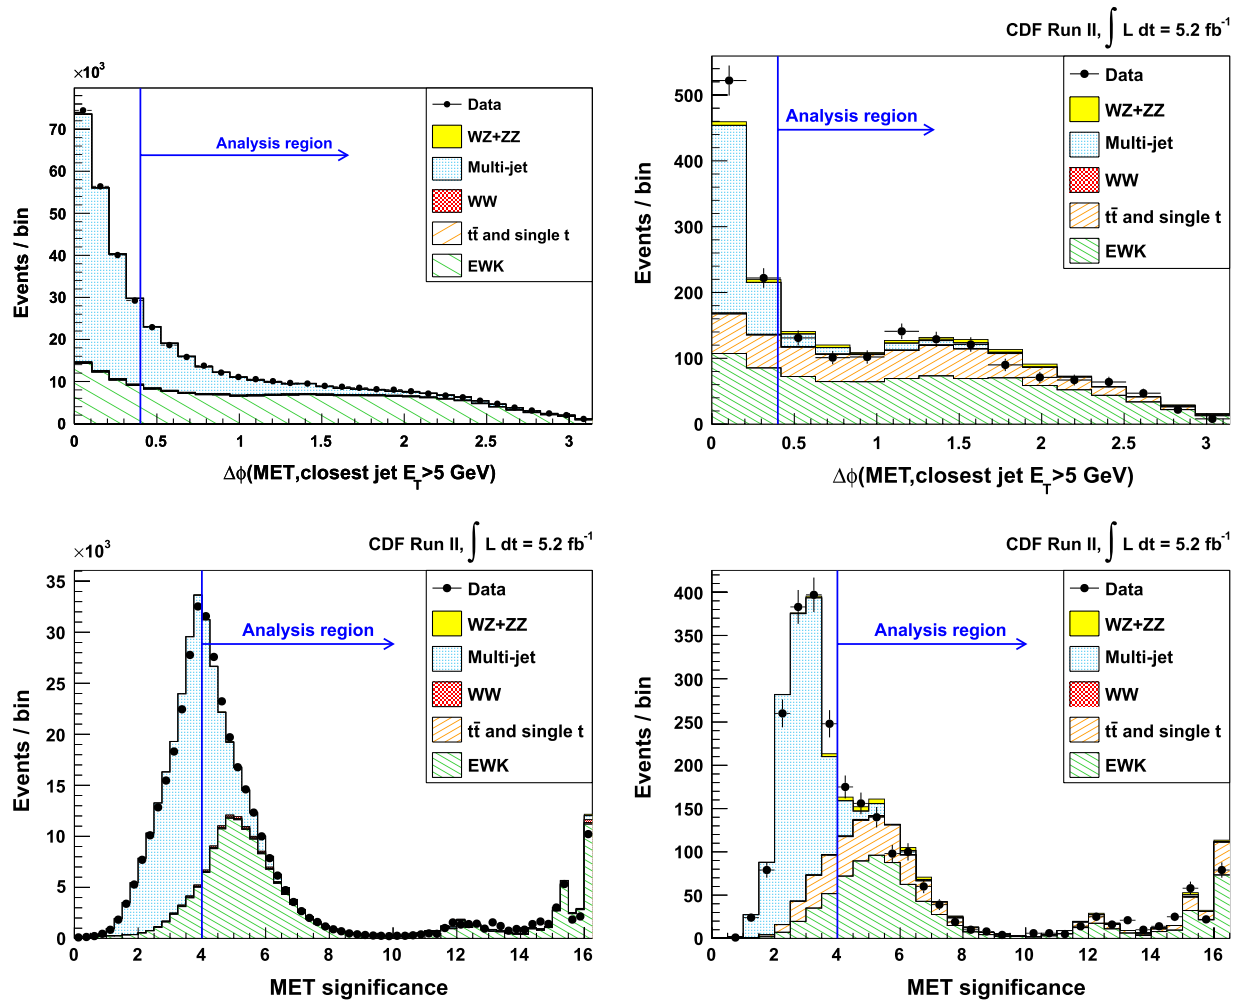 ×10³
Events / bin
70
60
50
40
30
20
10
0
0 0.5 1 1.5 2 2.5 3
Δϕ(MET,closest jet E_T>5 GeV)
Analysis region
Data
WZ+ZZ
Multi-jet
WW
tt̄ and single t
EWK
CDF Run II, ∫ L dt = 5.2 fb⁻¹
Events / bin
500
400
300
200
100
0
0 0.5 1 1.5 2 2.5 3
Δϕ(MET,closest jet E_T>5 GeV)
Analysis region
Data
WZ+ZZ
Multi-jet
WW
tt̄ and single t
EWK
CDF Run II, ∫ L dt = 5.2 fb⁻¹
×10³
Events / bin
35
30
25
20
15
10
5
0
0 2 4 6 8 10 12 14 16
MET significance
Analysis region
Data
WZ+ZZ
Multi-jet
WW
tt̄ and single t
EWK
CDF Run II, ∫ L dt = 5.2 fb⁻¹
Events / bin
400
350
300
250
200
150
100
50
0
0 2 4 6 8 10 12 14 16
MET significance
Analysis region
Data
WZ+ZZ
Multi-jet
WW
tt̄ and single t
EWK